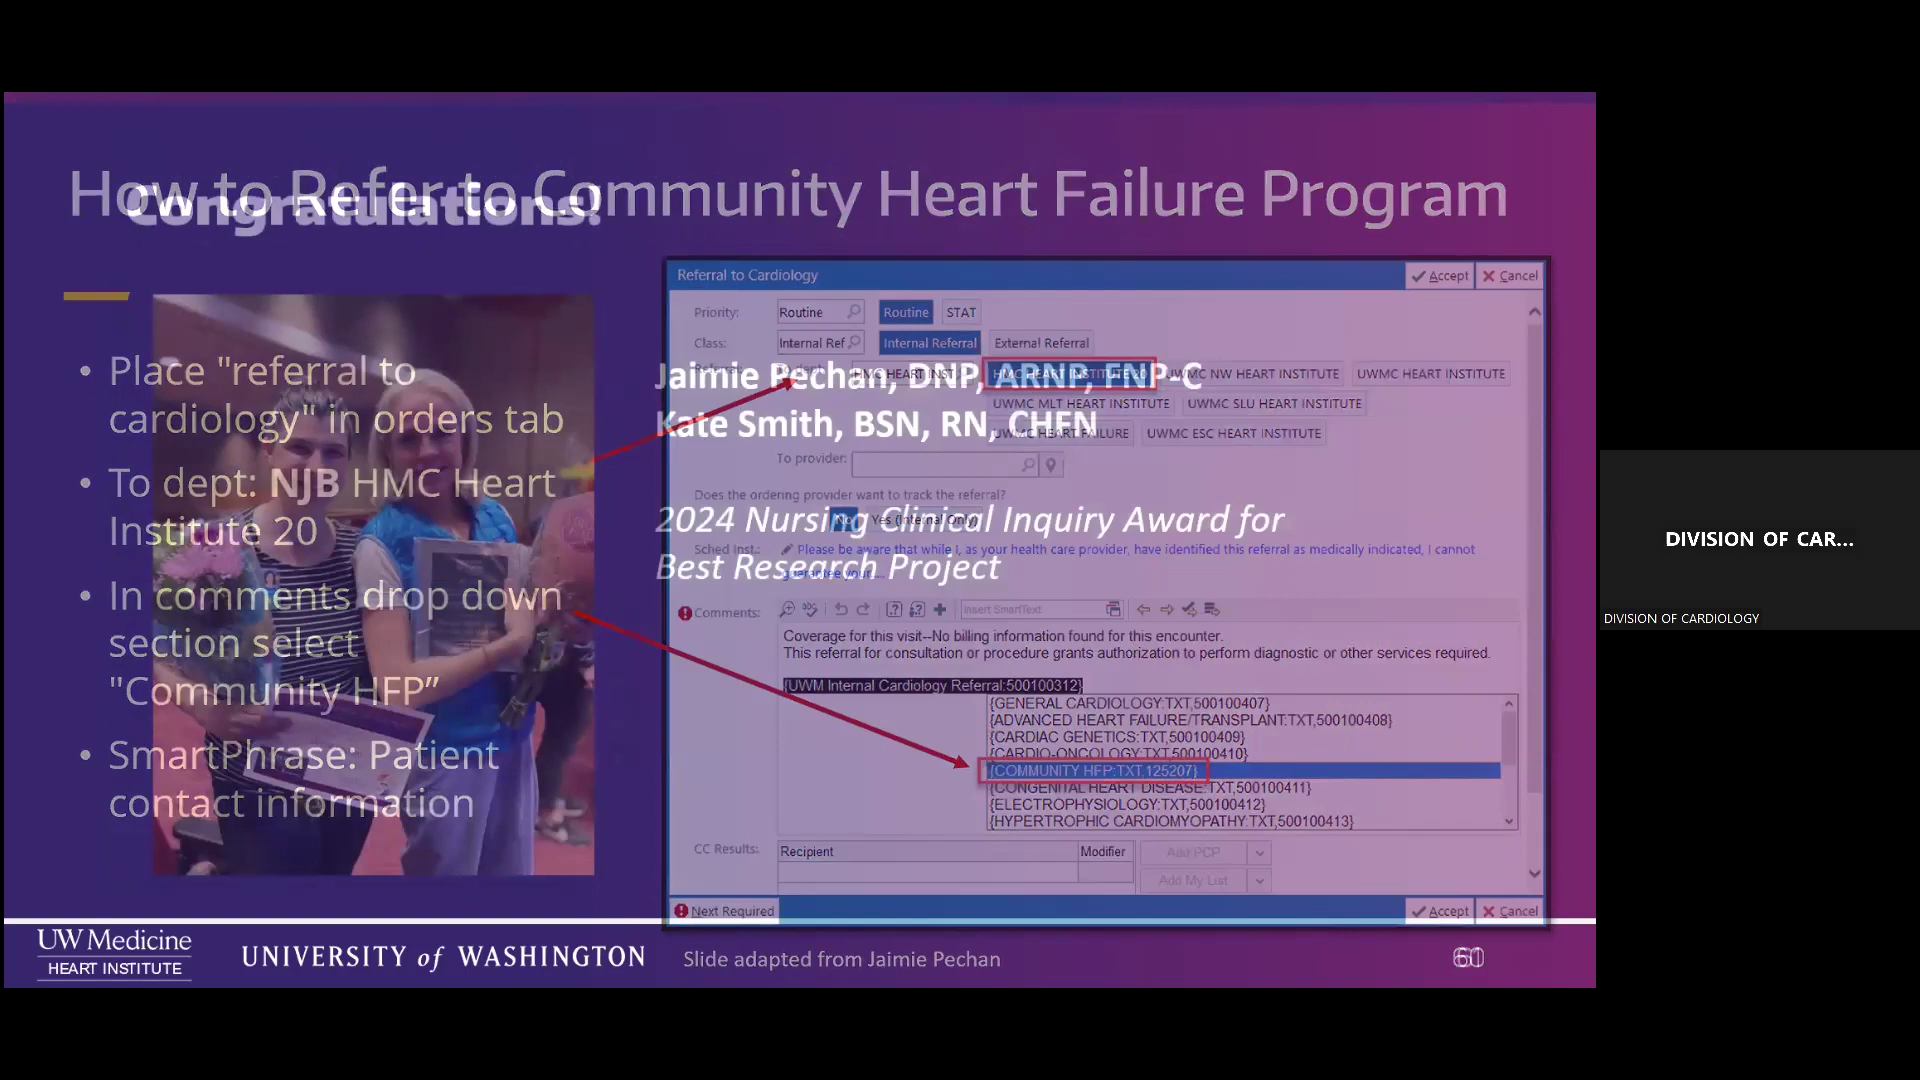 How to Refer to Community Heart Failure Program
Congratulations!
• Place "referral to
cardiology" in orders tab
• To dept: NJB HMC Heart
Institute 20
• In comments drop down
section select
"Community HFP”
• SmartPhrase: Patient
contact information
Jaimie Pechan, DNP, ARNP, FNP-C
Kate Smith, BSN, RN, CHFN
2024 Nursing Clinical Inquiry Award for
Best Research Project
Referral to Cardiology
Accept
Cancel
Priority:
Routine
Routine
STAT
Class:
Internal Ref
Internal Referral
External Referral
HMC HEART INSTI
HMC HEART INSTITUTE 20
UWMC NW HEART INSTITUTE
UWMC HEART INSTITUTE
UWMC MLT HEART INSTITUTE
UWMC SLU HEART INSTITUTE
UWMC HEART FAILURE
UWMC ESC HEART INSTITUTE
To provider:
Does the ordering provider want to track the referral?
No
Yes (Internal Only)
Sched Inst.:
Please be aware that while I, as your health care provider, have identified this referral as medically indicated, I cannot
guarantee your...
Comments:
Insert SmartText
Coverage for this visit--No billing information found for this encounter.
This referral for consultation or procedure grants authorization to perform diagnostic or other services required.
{UWM Internal Cardiology Referral:500100312}
{GENERAL CARDIOLOGY:TXT,500100407}
{ADVANCED HEART FAILURE/TRANSPLANT:TXT,500100408}
{CARDIAC GENETICS:TXT,500100409}
{CARDIO-ONCOLOGY:TXT,500100410}
{COMMUNITY HFP:TXT,125207}
{CONGENITAL HEART DISEASE:TXT,500100411}
{ELECTROPHYSIOLOGY:TXT,500100412}
{HYPERTROPHIC CARDIOMYOPATHY:TXT,500100413}
CC Results:
Recipient
Modifier
Add PCP
Add My List
Next Required
Accept
Cancel
UW Medicine
HEART INSTITUTE
UNIVERSITY of WASHINGTON
Slide adapted from Jaimie Pechan
DIVISION OF CAR...
DIVISION OF CARDIOLOGY